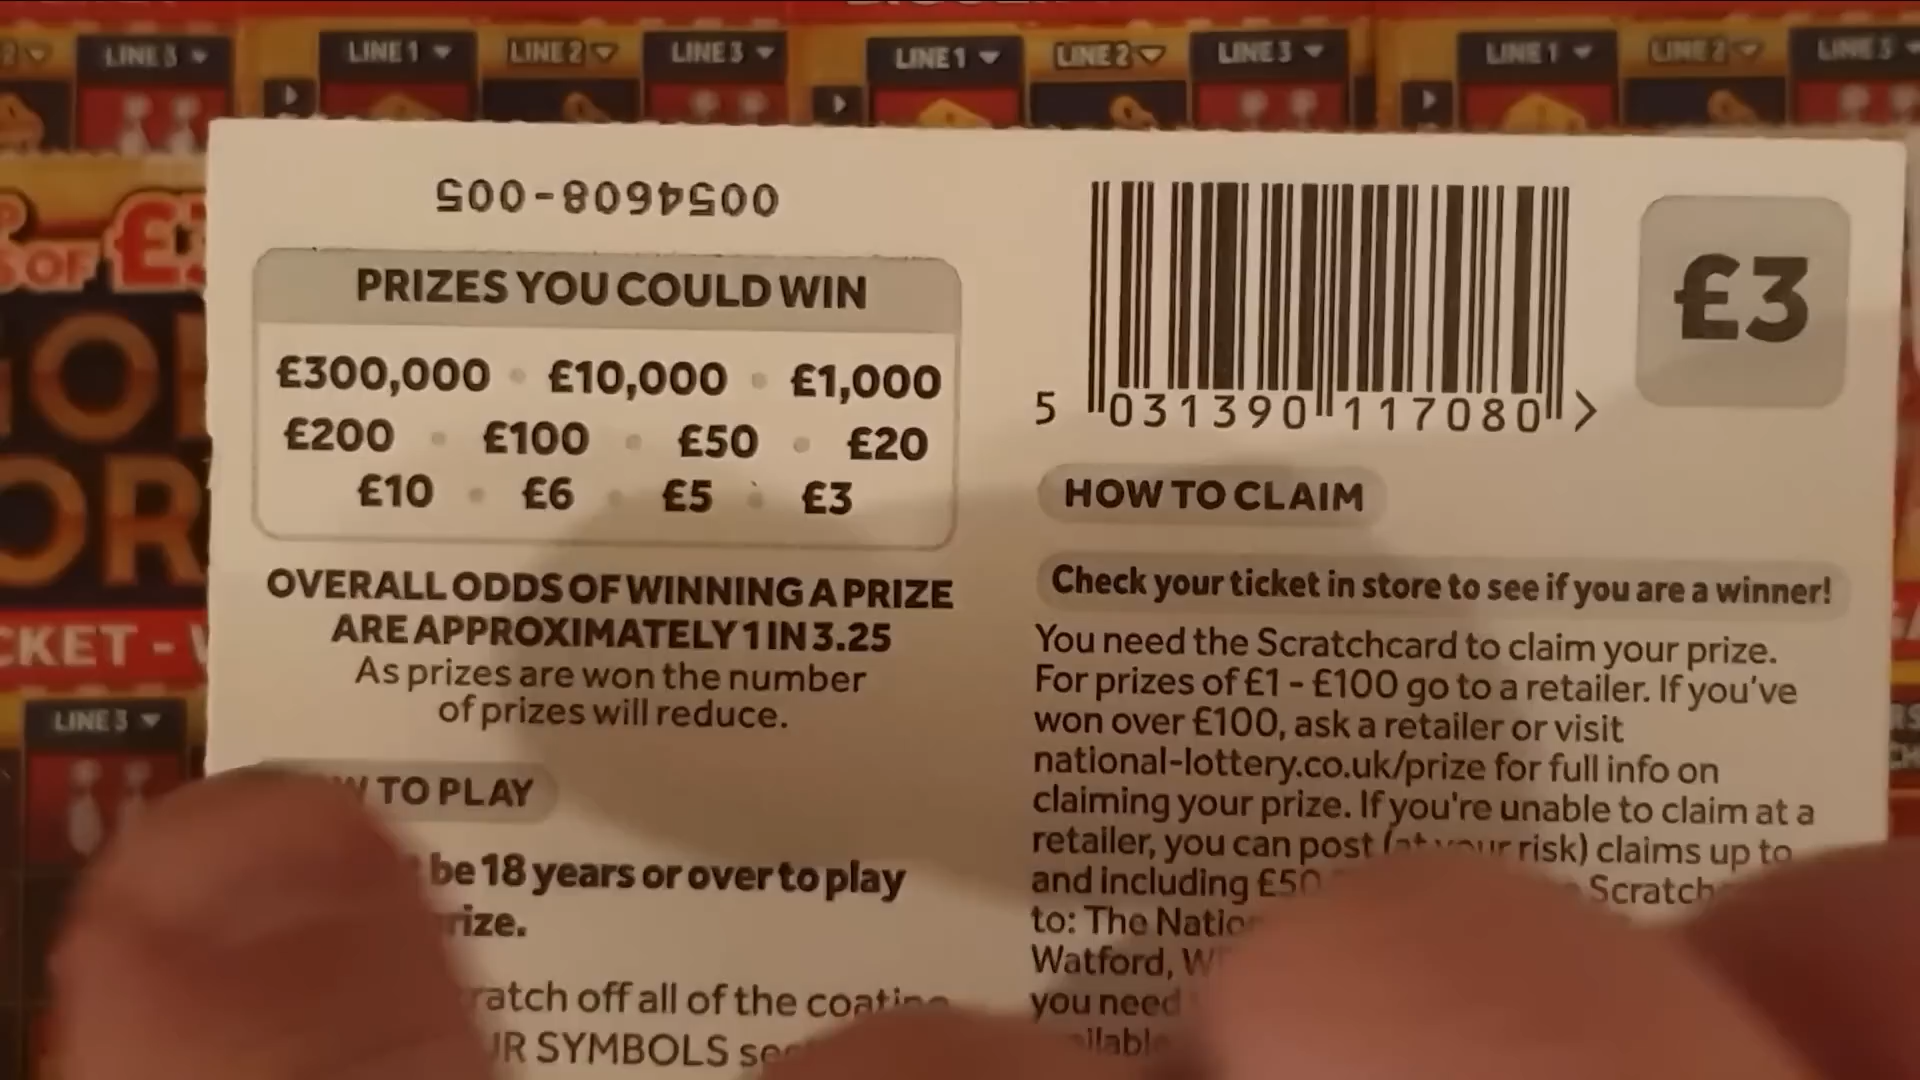 LINE 3
LINE 1
LINE 2
LINE 3
LINE 1
LINE 2
LINE 3
LINE 1
LINE 2
LINE 3
0054608-005
PRIZES YOU COULD WIN
£300,000 • £10,000 • £1,000
£200 • £100 • £50 • £20
£10 • £6 • £5 • £3
OVERALL ODDS OF WINNING A PRIZE
ARE APPROXIMATELY 1 IN 3.25
As prizes are won the number
of prizes will reduce.
TO PLAY
be 18 years or over to play
off all of the
SYMBOLS
£3
5 031390 117080 >
HOW TO CLAIM
Check your ticket in store to see if you are a winner!
You need the Scratchcard to claim your prize.
For prizes of £1 - £100 go to a retailer. If you've
won over £100, ask a retailer or visit
national-lottery.co.uk/prize for full info on
claiming your prize. If you're unable to claim at a
retailer, you can post (at your risk) claims up to
and including
to: The
Watford,
you need
OF
LINE 3